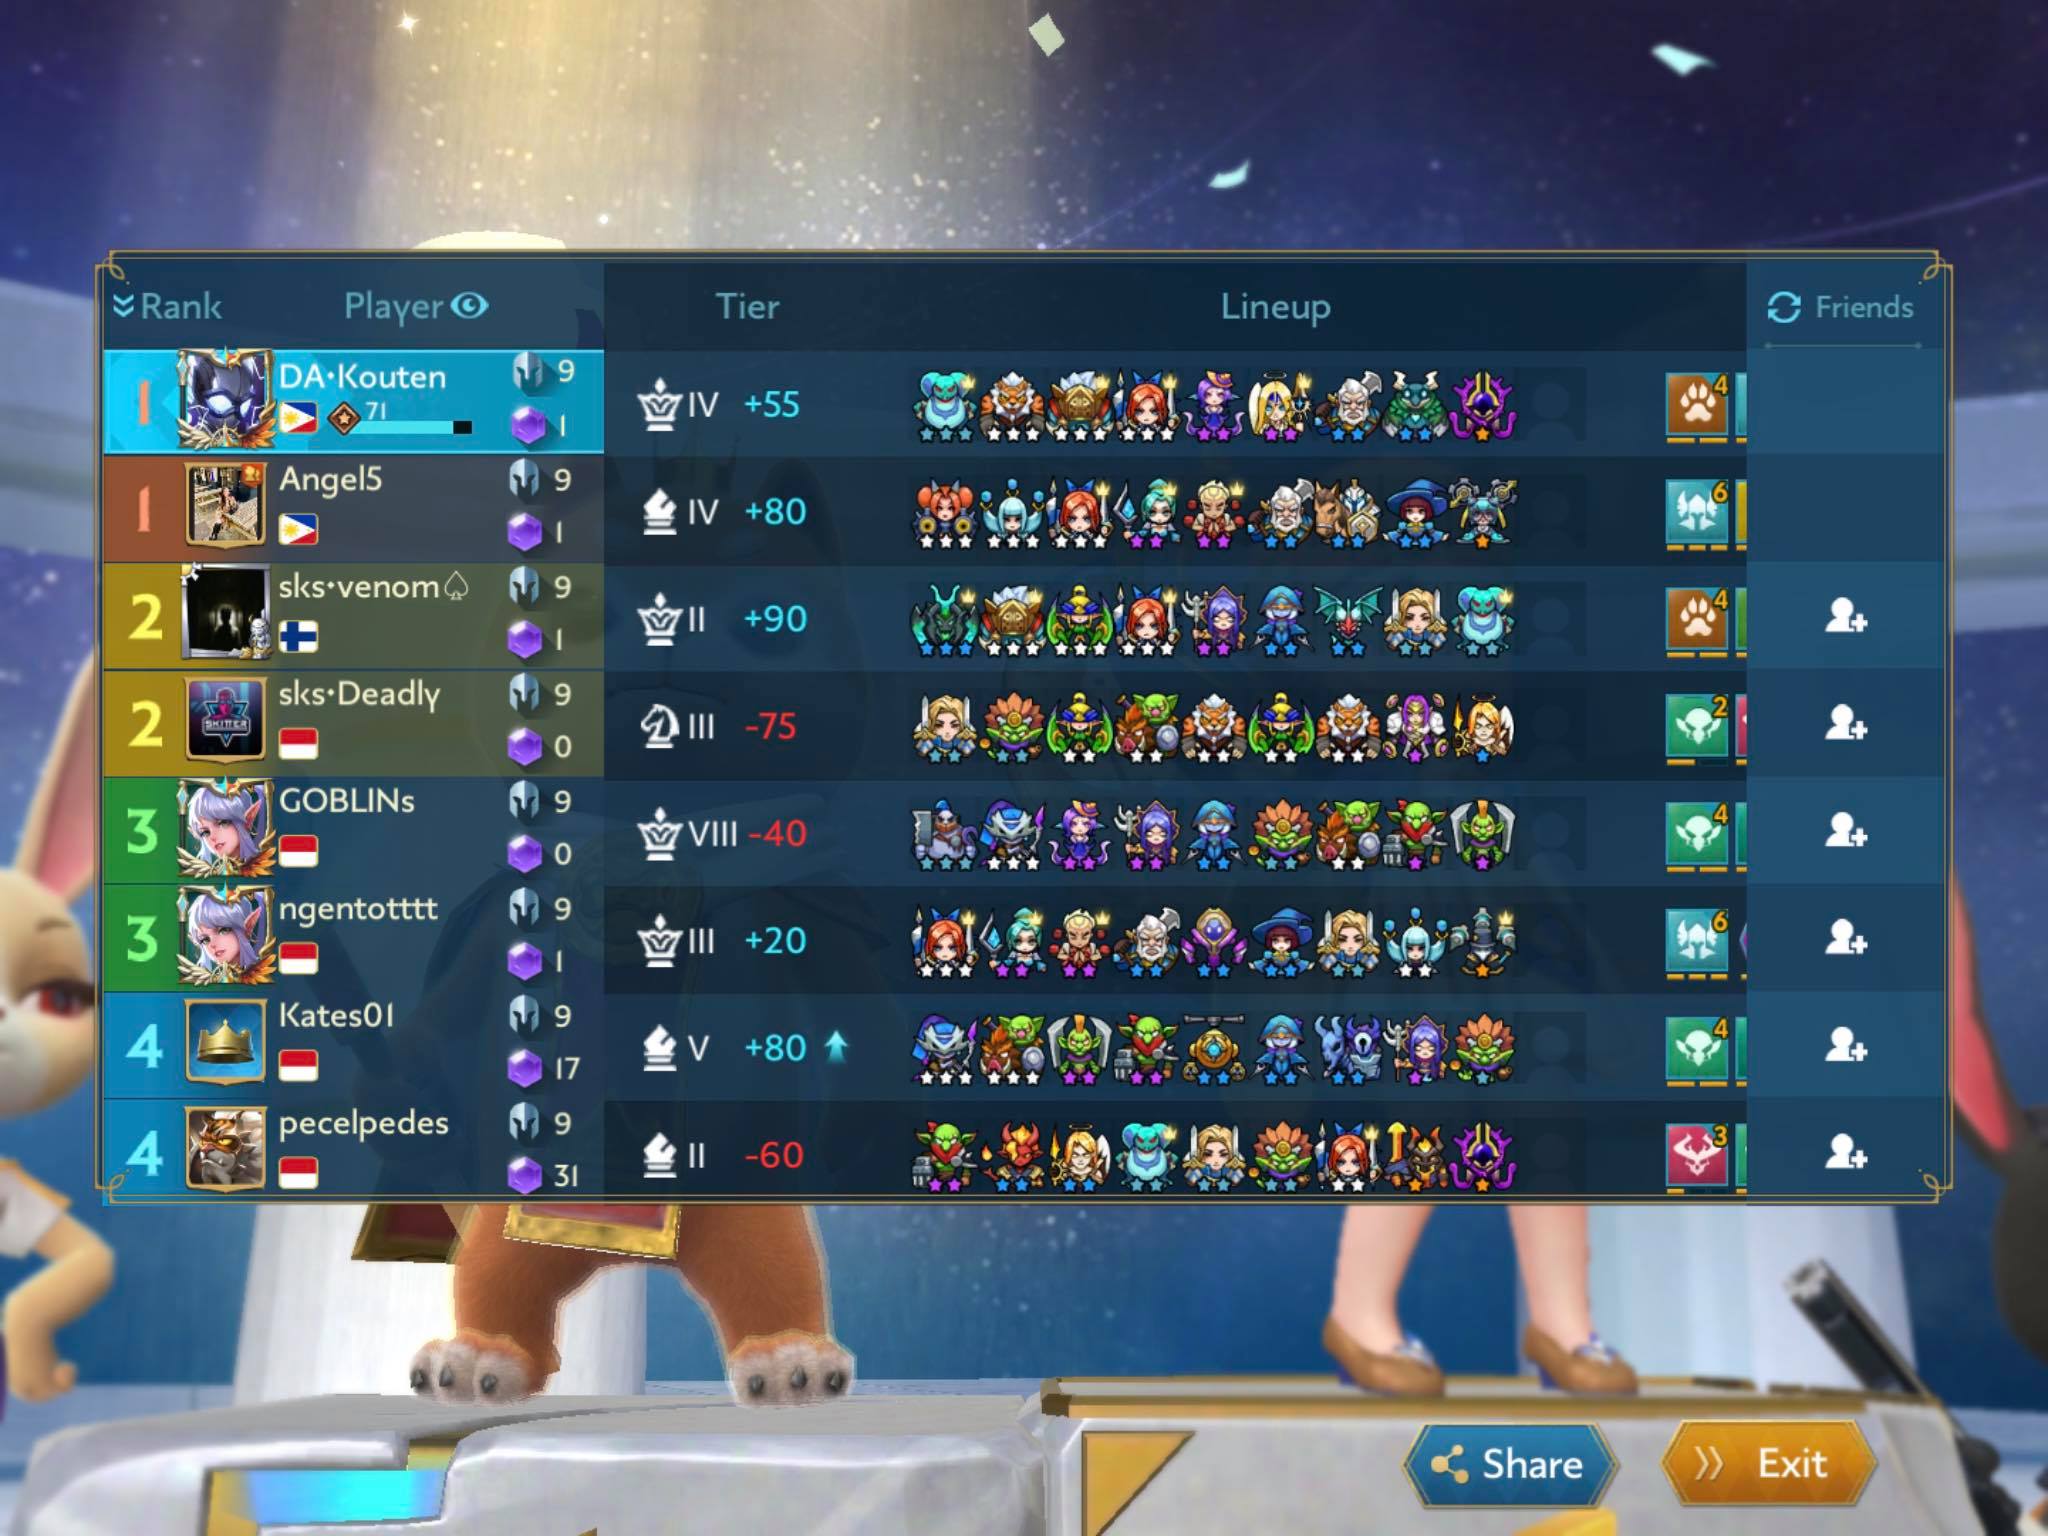 Rank Player Tier Lineup Friends
1 DA•Kouten 71 9 1 IV +55 4
1 Angel5 9 1 IV +80 6
2 sks•venom♤ 9 1 II +90 4
2 sks•Deadly 9 0 III -75 2
SKITTER
3 GOBLINs 9 0 VIII -40 4
3 ngentotttt 9 1 III +20 6
4 Kates01 9 17 V +80 4
4 pecelpedes 9 31 II -60 3
Share Exit